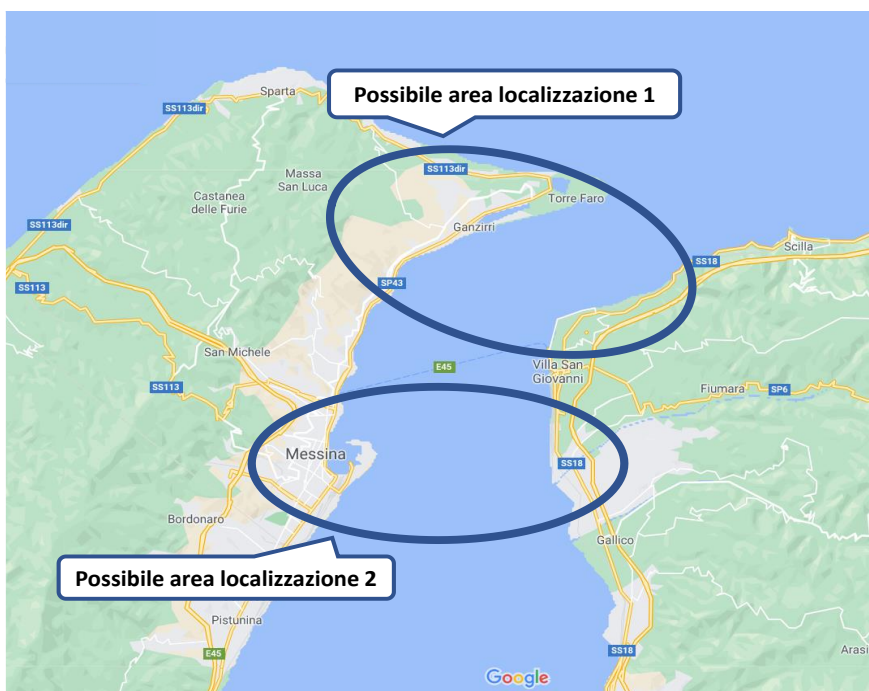 Possibile area localizzazione 1
Sparta
SS113dir
Massa
San Luca
SS113dir
Castanea
delle Furie
Torre Faro
Ganzirri
SS113dir
Scilla
SS18
SS113
SP43
San Michele
E45
Villa San
Giovanni
SS113
Fiumara
SP6
Messina
SS18
Bordonaro
Gallico
Possibile area localizzazione 2
Pistunina
E45
SS18
Arasi
Google